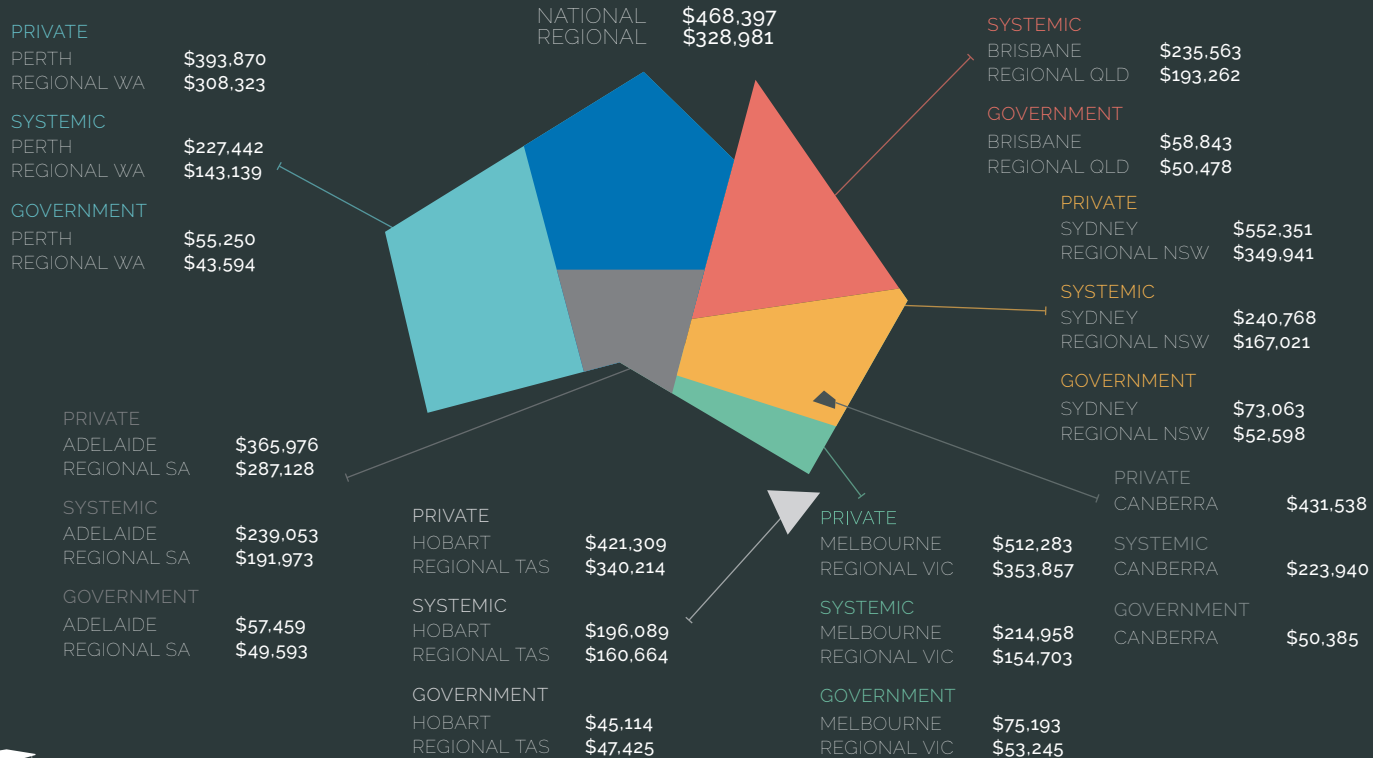 NATIONAL $468,397
REGIONAL $328,981
PRIVATE
PERTH $393,870
REGIONAL WA $308,323
SYSTEMIC
PERTH $227,442
REGIONAL WA $143,139
GOVERNMENT
PERTH $55,250
REGIONAL WA $43,594
SYSTEMIC
BRISBANE $235,563
REGIONAL QLD $193,262
GOVERNMENT
BRISBANE $58,843
REGIONAL QLD $50,478
PRIVATE
SYDNEY $552,351
REGIONAL NSW $349,941
SYSTEMIC
SYDNEY $240,768
REGIONAL NSW $167,021
GOVERNMENT
SYDNEY $73,063
REGIONAL NSW $52,598
PRIVATE
ADELAIDE $365,976
REGIONAL SA $287,128
SYSTEMIC
ADELAIDE $239,053
REGIONAL SA $191,973
GOVERNMENT
ADELAIDE $57,459
REGIONAL SA $49,593
PRIVATE
HOBART $421,309
REGIONAL TAS $340,214
SYSTEMIC
HOBART $196,089
REGIONAL TAS $160,664
GOVERNMENT
HOBART $45,114
REGIONAL TAS $47,425
PRIVATE
MELBOURNE $512,283
REGIONAL VIC $353,857
SYSTEMIC
MELBOURNE $214,958
REGIONAL VIC $154,703
GOVERNMENT
MELBOURNE $75,193
REGIONAL VIC $53,245
PRIVATE
CANBERRA $431,538
SYSTEMIC
CANBERRA $223,940
GOVERNMENT
CANBERRA $50,385